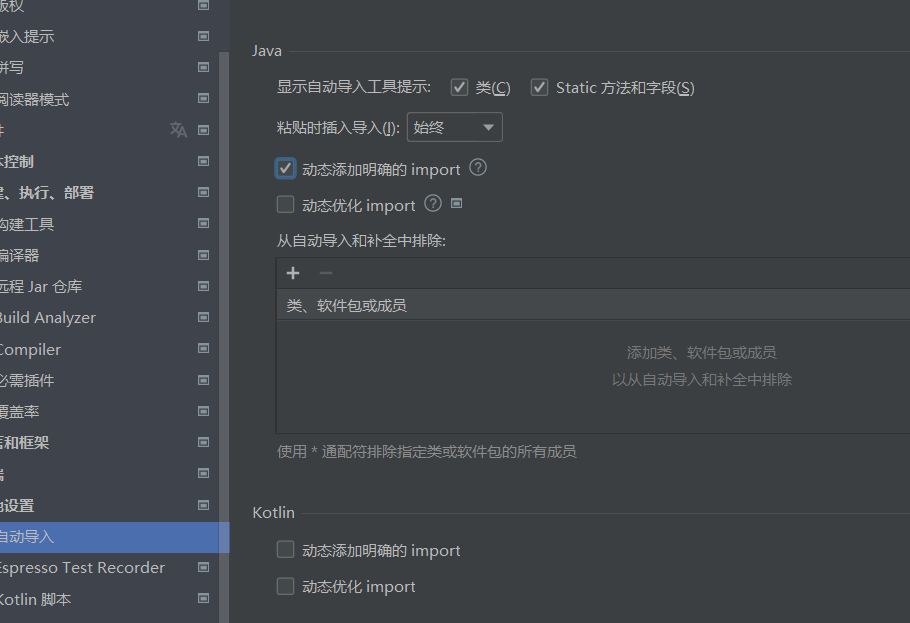 版权
嵌入提示
拼写
阅读器模式
控制
、执行、部署
构建工具
编译器
远程 Jar 仓库
Build Analyzer
Compiler
必需插件
覆盖率
和框架
设置
自动导入
Espresso Test Recorder
Kotlin 脚本
Java
显示自动导入工具提示: 类(C) Static 方法和字段(S)
粘贴时插入导入(I): 始终
动态添加明确的 import
动态优化 import
从自动导入和补全中排除:
类、软件包或成员
添加类、软件包或成员
以从自动导入和补全中排除
使用 * 通配符排除指定类或软件包的所有成员
Kotlin
动态添加明确的 import
动态优化 import